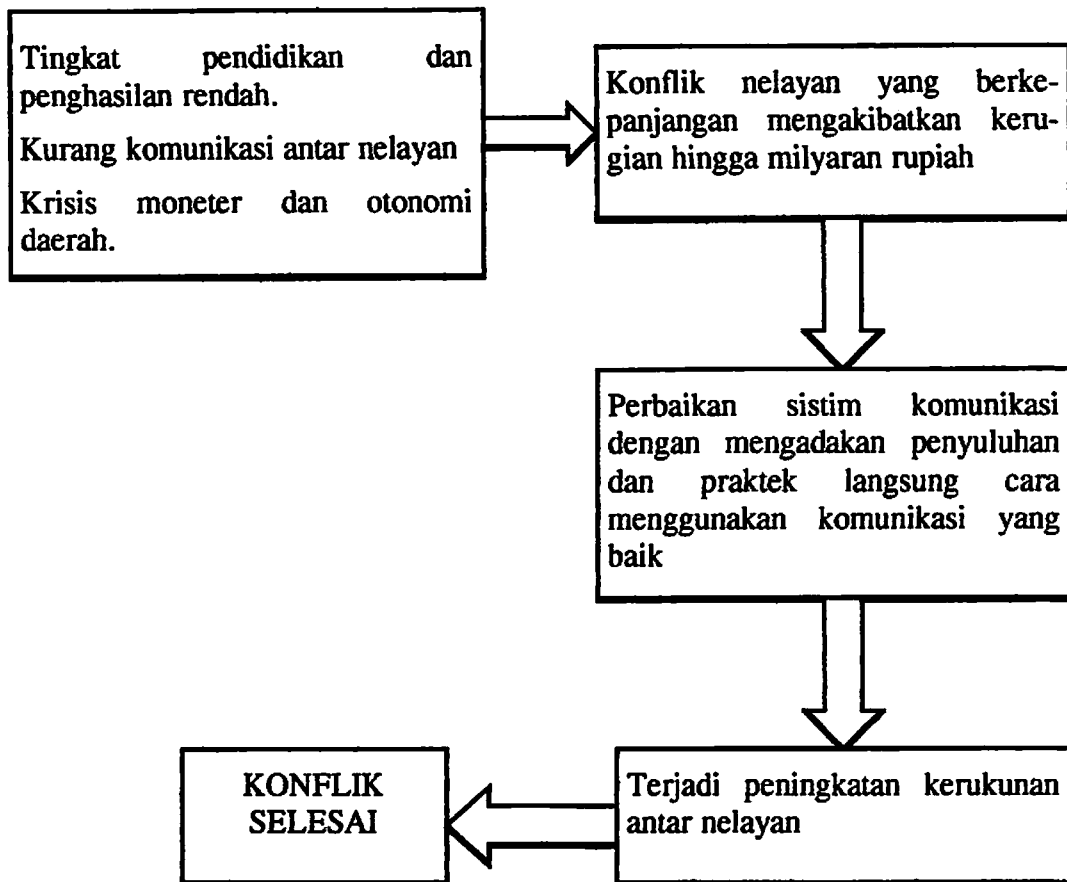 Tingkat pendidikan dan
penghasilan rendah.
Kurang komunikasi antar nelayan
Krisis moneter dan otonomi
daerah.
Konflik nelayan yang berke-
panjangan mengakibatkan keru-
gian hingga milyaran rupiah
Perbaikan sistim komunikasi
dengan mengadakan penyuluhan
dan praktek langsung cara
menggunakan komunikasi yang
baik
Terjadi peningkatan kerukunan
antar nelayan
KONFLIK
SELESAI